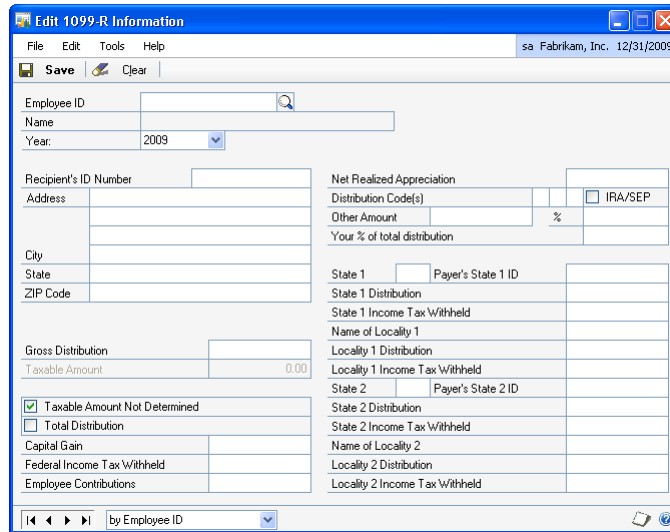 Edit 1099-R Information
File Edit Tools Help
sa Fabrikam, Inc. 12/31/2009
Save Clear
Employee ID
Name
Year: 2009
Recipient's ID Number
Address
City
State
ZIP Code
Gross Distribution
Taxable Amount 0.00
Taxable Amount Not Determined
Total Distribution
Capital Gain
Federal Income Tax Withheld
Employee Contributions
Net Realized Appreciation
Distribution Code(s) IRA/SEP
Other Amount %
Your % of total distribution
State 1 Payer's State 1 ID
State 1 Distribution
State 1 Income Tax Withheld
Name of Locality 1
Locality 1 Distribution
Locality 1 Income Tax Withheld
State 2 Payer's State 2 ID
State 2 Distribution
State 2 Income Tax Withheld
Name of Locality 2
Locality 2 Distribution
Locality 2 Income Tax Withheld
by Employee ID